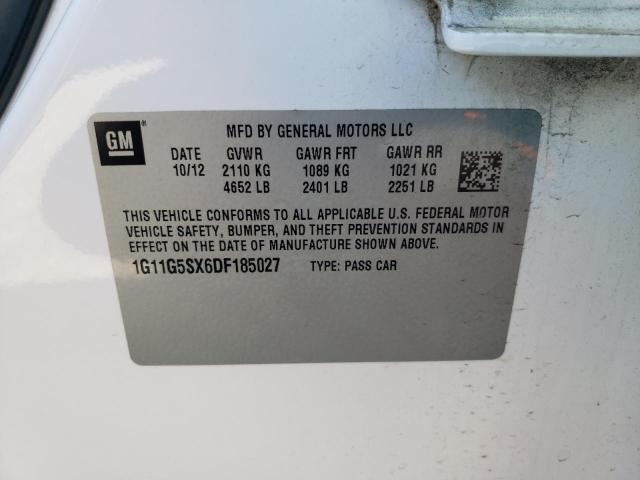 GM
MFD BY GENERAL MOTORS LLC
DATE GVWR GAWR FRT GAWR RR
10/12 2110 KG 1089 KG 1021 KG
4652 LB 2401 LB 2251 LB
THIS VEHICLE CONFORMS TO ALL APPLICABLE U.S. FEDERAL MOTOR
VEHICLE SAFETY, BUMPER, AND THEFT PREVENTION STANDARDS IN
EFFECT ON THE DATE OF MANUFACTURE SHOWN ABOVE.
1G11G5SX6DF185027 TYPE: PASS CAR